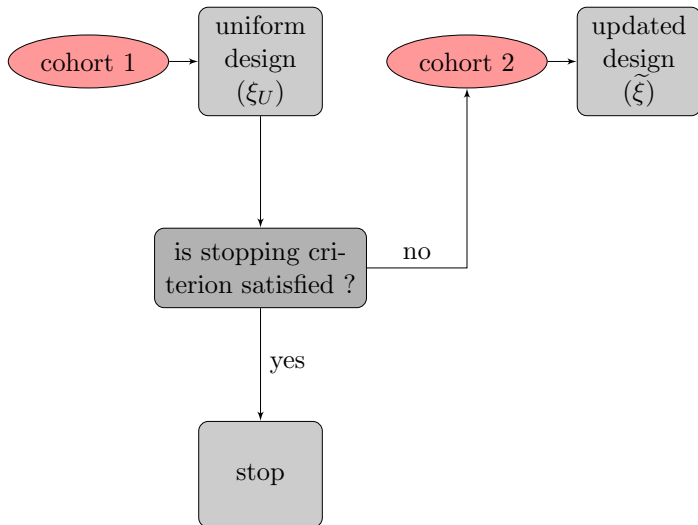 cohort 1
uniform
design
(ξ_U)
cohort 2
updated
design
(ξ̃)
is stopping cri-
terion satisfied ?
no
yes
stop